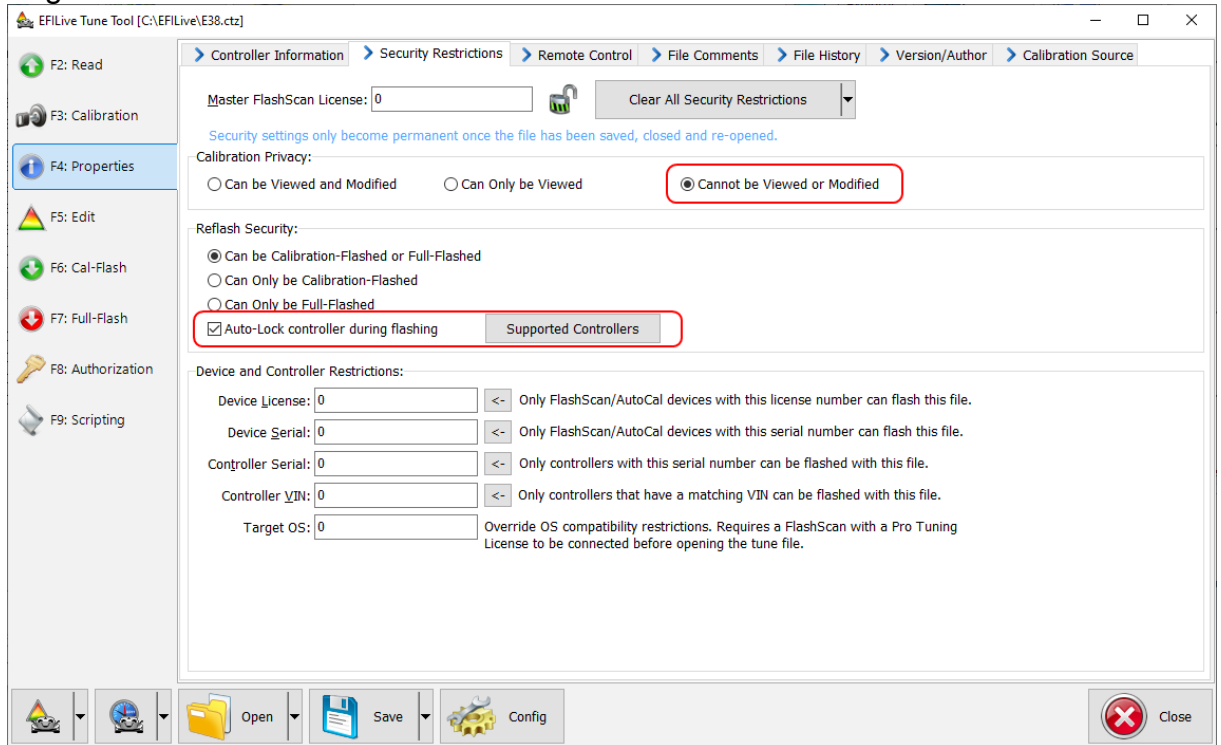 EFILive Tune Tool [C:\EFILive\E38.ctz]
F2: Read
F3: Calibration
F4: Properties
F5: Edit
F6: Cal-Flash
F7: Full-Flash
F8: Authorization
F9: Scripting
Controller Information
Security Restrictions
Remote Control
File Comments
File History
Version/Author
Calibration Source
Master FlashScan License: 0
Clear All Security Restrictions
Security settings only become permanent once the file has been saved, closed and re-opened.
Calibration Privacy:
Can be Viewed and Modified
Can Only be Viewed
Cannot be Viewed or Modified
Reflash Security:
Can be Calibration-Flashed or Full-Flashed
Can Only be Calibration-Flashed
Can Only be Full-Flashed
Auto-Lock controller during flashing
Supported Controllers
Device and Controller Restrictions:
Device License: 0 <- Only FlashScan/AutoCal devices with this license number can flash this file.
Device Serial: 0 <- Only FlashScan/AutoCal devices with this serial number can flash this file.
Controller Serial: 0 <- Only controllers with this serial number can be flashed with this file.
Controller VIN: 0 <- Only controllers that have a matching VIN can be flashed with this file.
Target OS: 0 Override OS compatibility restrictions. Requires a FlashScan with a Pro Tuning
License to be connected before opening the tune file.
Open
Save
Config
Close